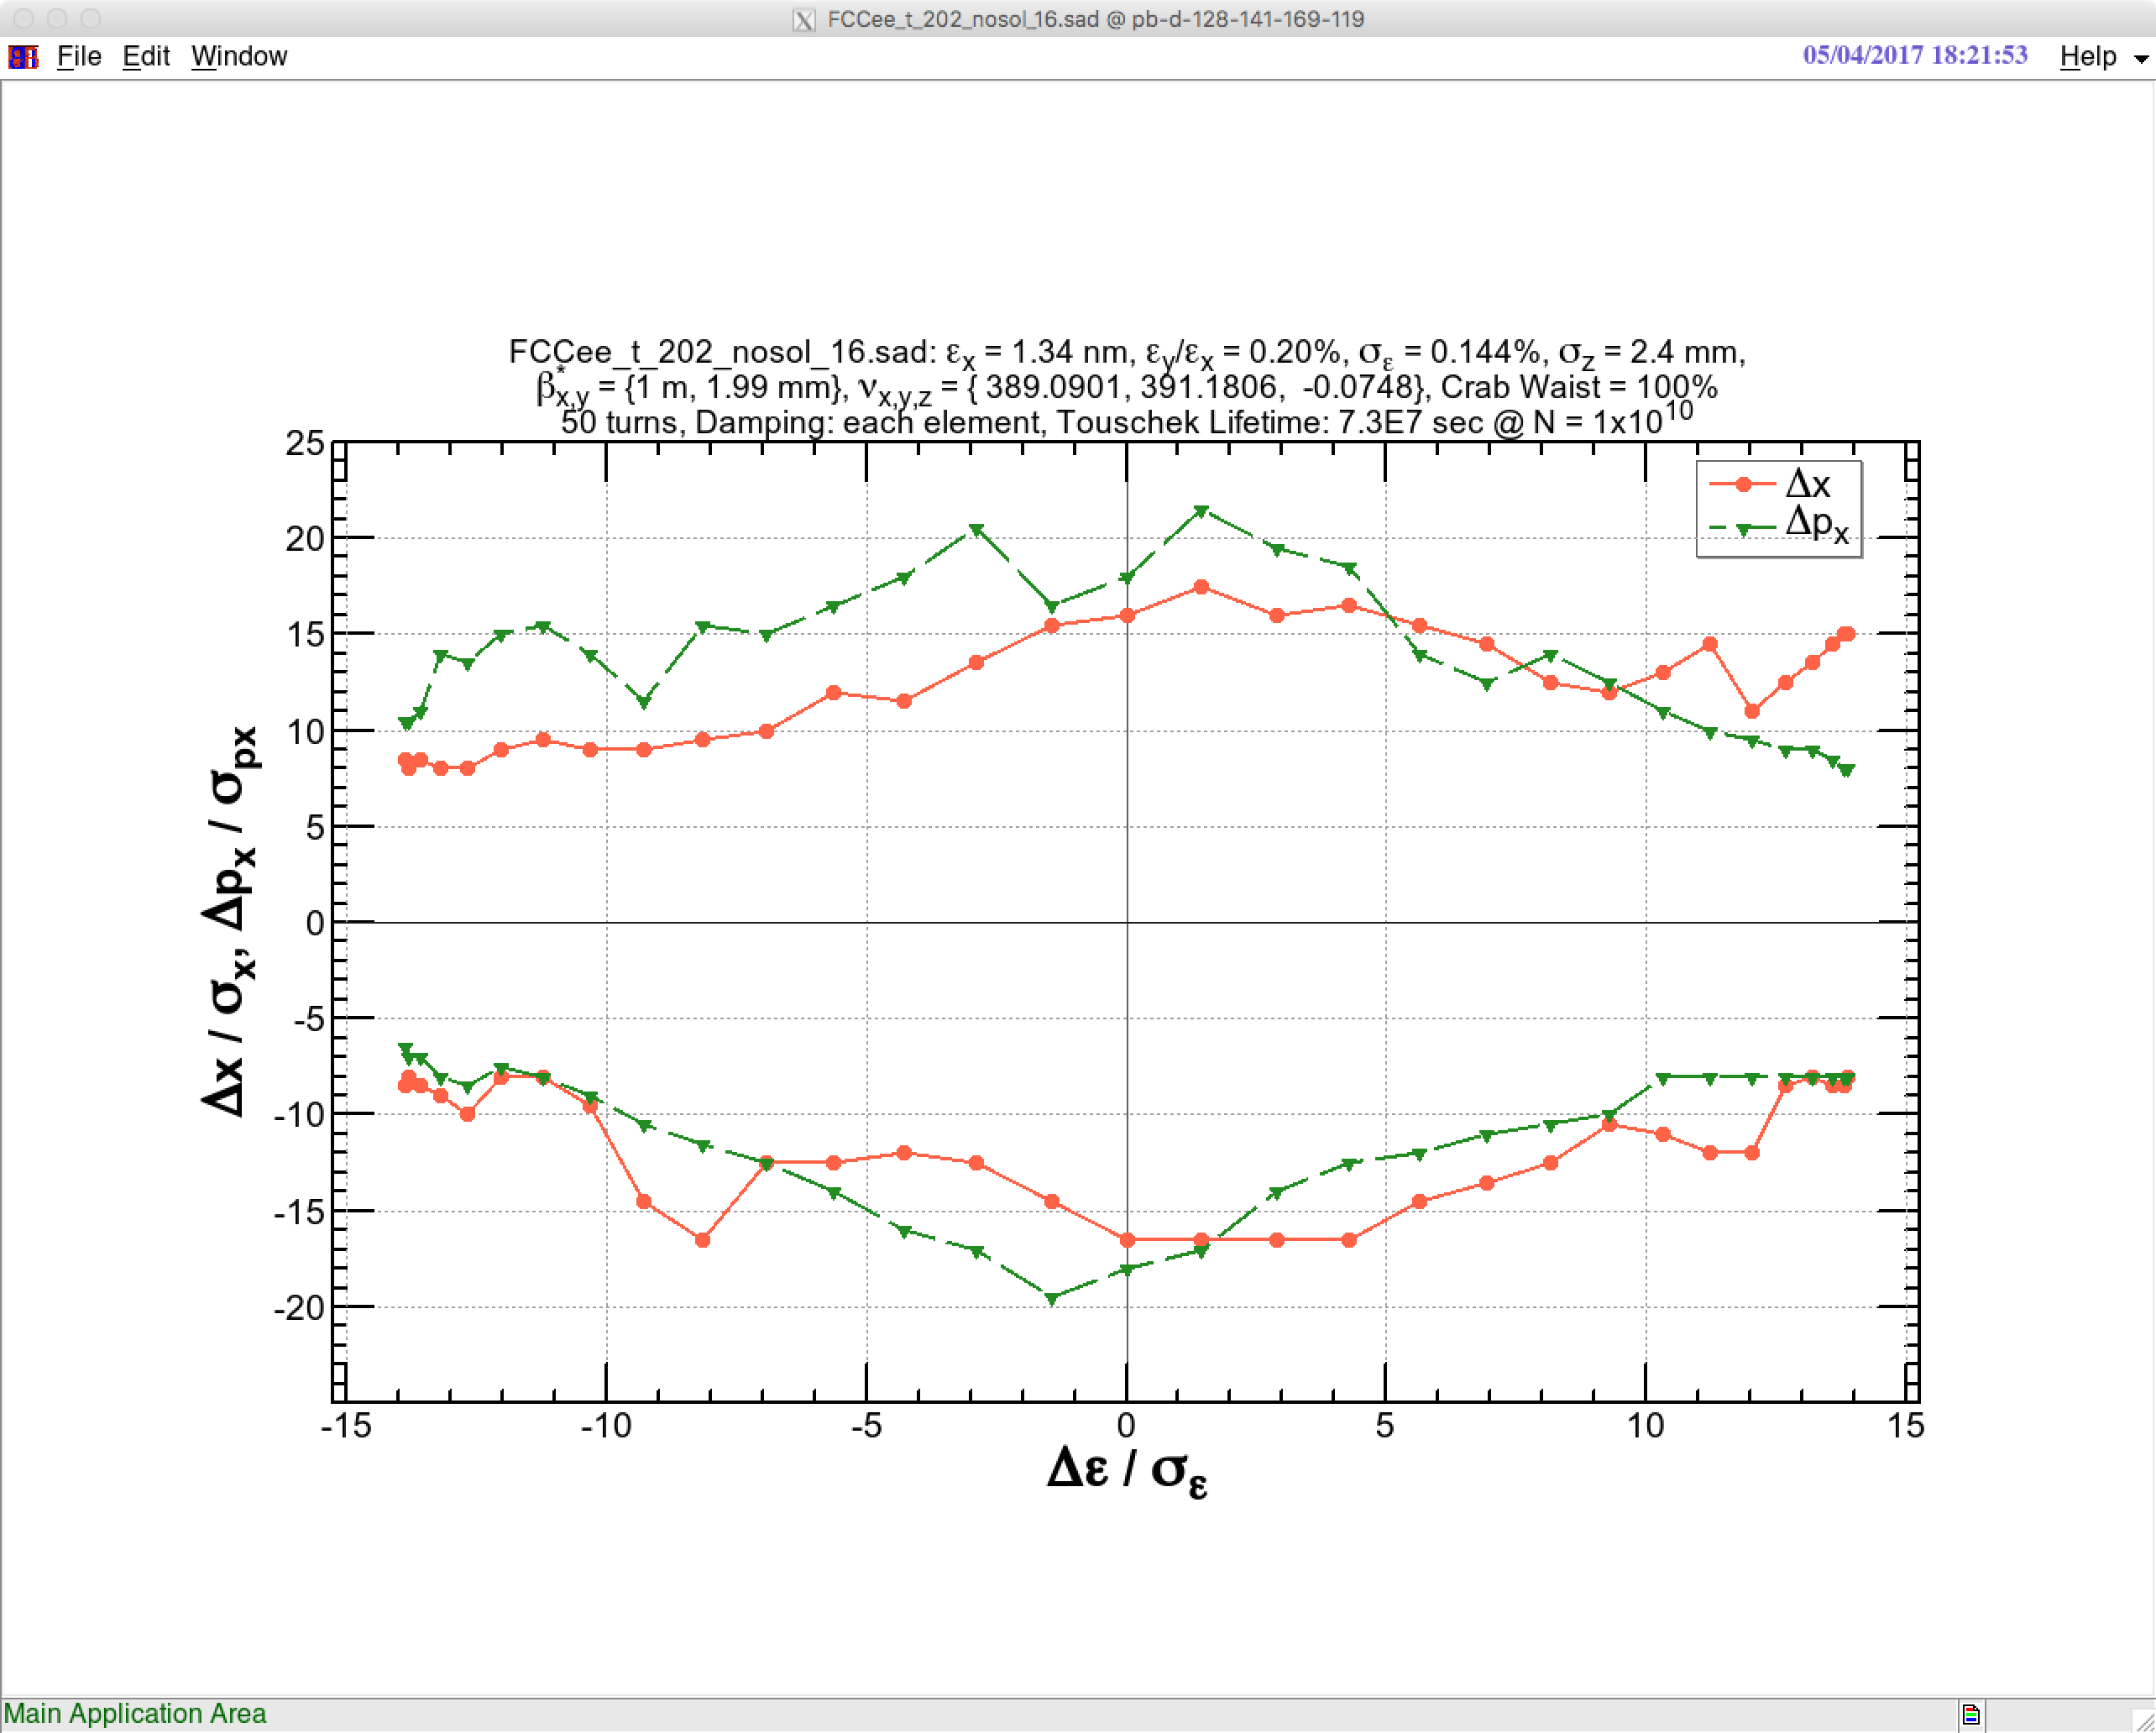 FCCee_t_202_nosol_16.sad @ pb-d-128-141-169-119
File Edit Window 05/04/2017 18:21:53 Help
FCCee_t_202_nosol_16.sad: εx = 1.34 nm, εy/εx = 0.20%, σε = 0.144%, σz = 2.4 mm,
β*x,y = {1 m, 1.99 mm}, νx,y,z = { 389.0901, 391.1806, -0.0748}, Crab Waist = 100%
50 turns, Damping: each element, Touschek Lifetime: 7.3E7 sec @ N = 1x10^10
Δx
Δpx
25
20
15
10
5
0
-5
-10
-15
-20
Δx / σx, Δpx / σpx
-15 -10 -5 0 5 10 15
Δε / σε
Main Application Area